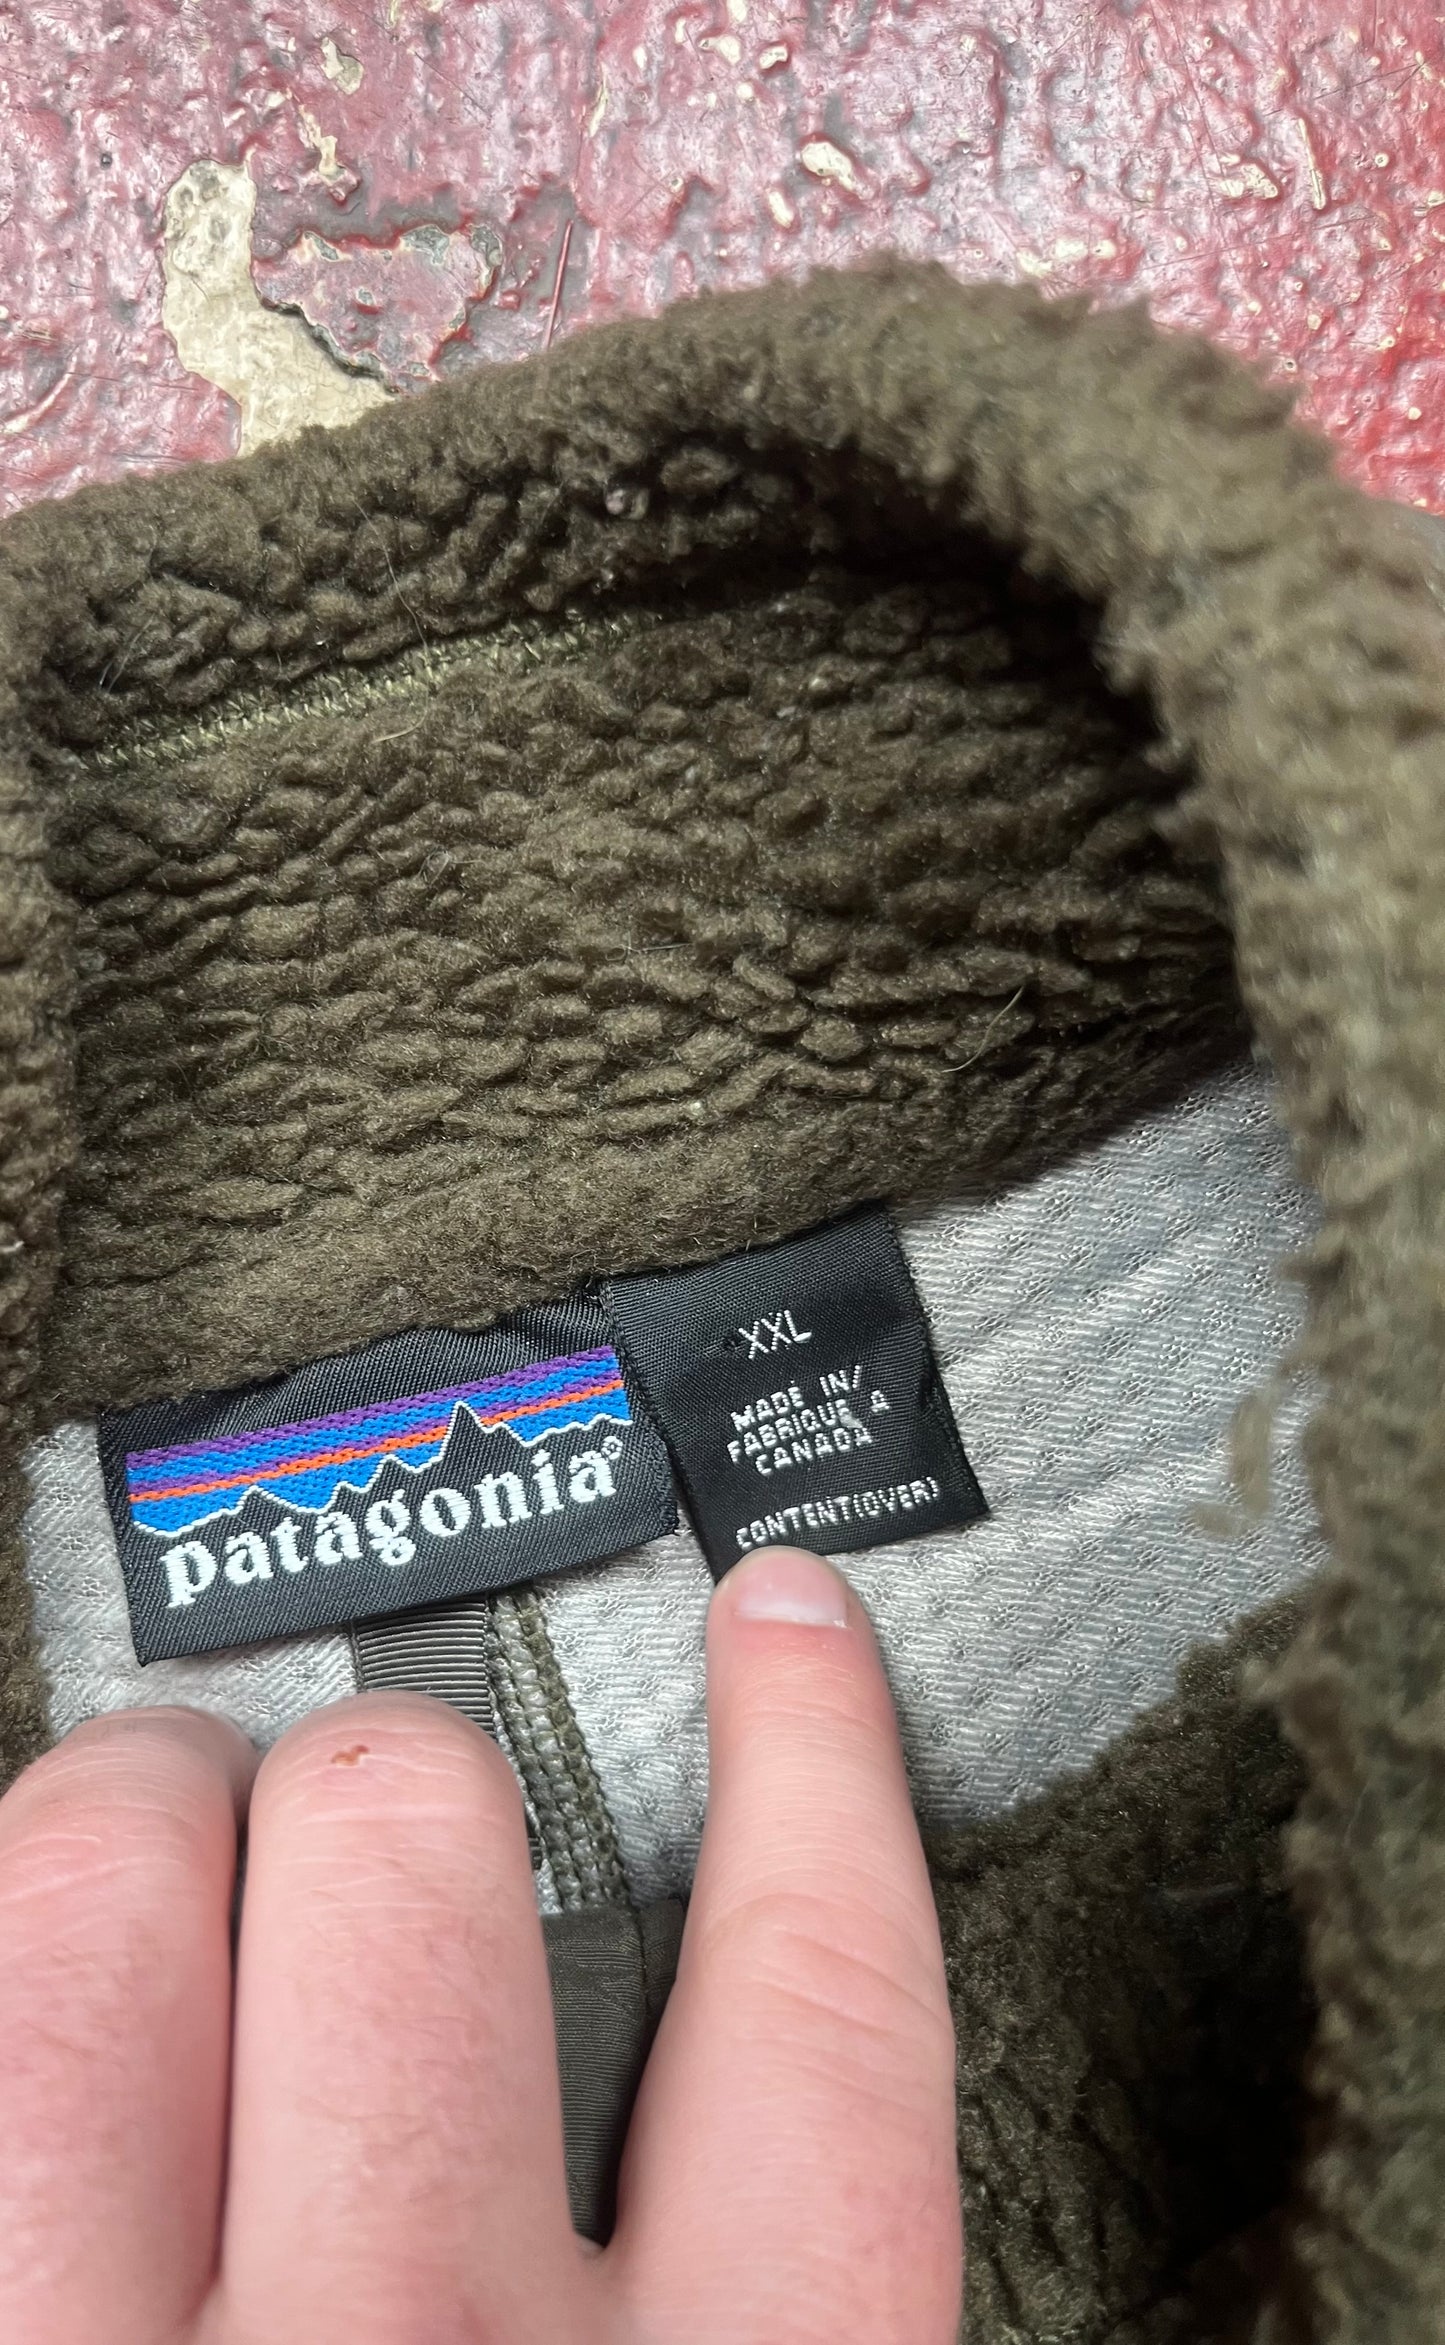 patagonia®
XXL
MADE IN/
FABRIQUE A
CANADA
CONTENT(OVER)